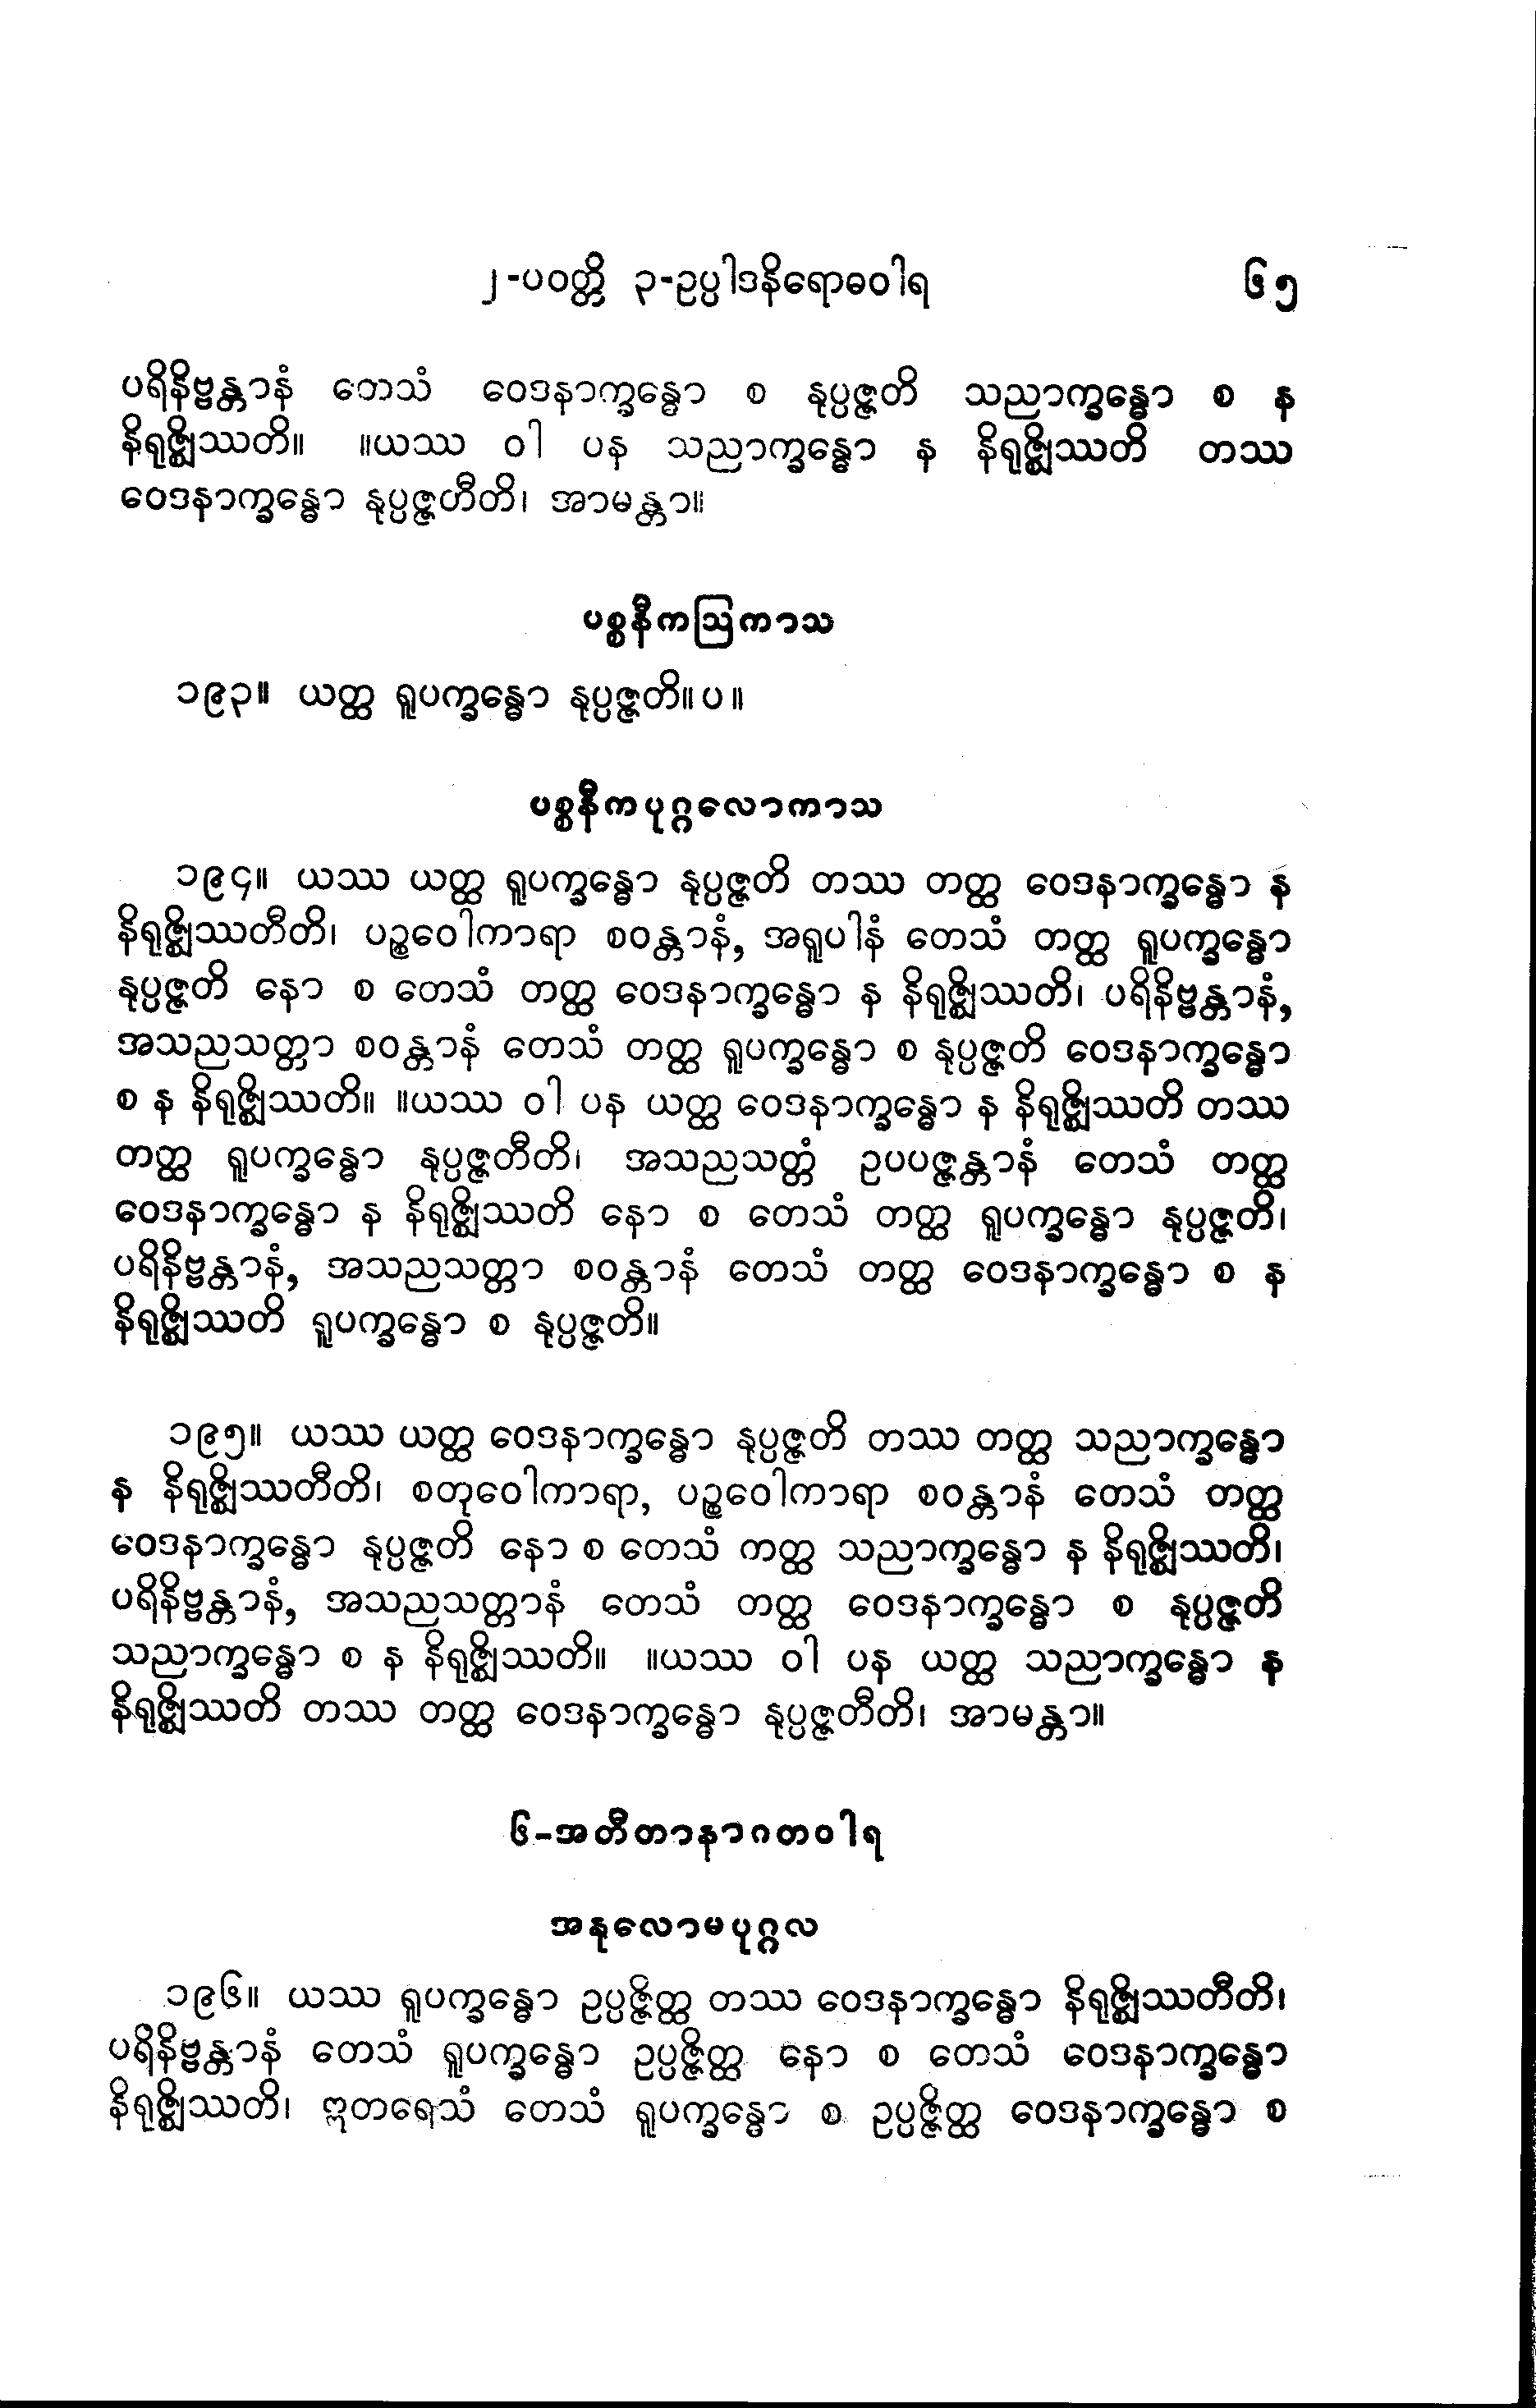 ၂-ပဝတ္တိ ၃-ဥပ္ပါဒနိရောဓဝါရ ၆၅
ပရိနိဗ္ဗန္တာနံ တေသံ ဝေဒနာက္ခန္ဓော စ နုပ္ပဇ္ဇတိ သညာက္ခန္ဓော စ န
နိရုဇ္ဈိဿတိ။ ။ယဿ ဝါ ပန သညာက္ခန္ဓော န နိရုဇ္ဈိဿတိ တဿ
ဝေဒနာက္ခန္ဓော နုပ္ပဇ္ဇတီတိ၊ အာမန္တာ။
ပစ္စနီကဩကာသ
၁၉၃။ ယတ္ထ ရူပက္ခန္ဓော နုပ္ပဇ္ဇတိ။ပ။
ပစ္စနီကပုဂ္ဂလောကာသ
၁၉၄။ ယဿ ယတ္ထ ရူပက္ခန္ဓော နုပ္ပဇ္ဇတိ တဿ တတ္ထ ဝေဒနာက္ခန္ဓော န
နိရုဇ္ဈိဿတီတိ၊ ပဉ္စဝေါကာရာ စဝန္တာနံ, အရူပါနံ တေသံ တတ္ထ ရူပက္ခန္ဓော
နုပ္ပဇ္ဇတိ နော စ တေသံ တတ္ထ ဝေဒနာက္ခန္ဓော န နိရုဇ္ဈိဿတိ၊ ပရိနိဗ္ဗန္တာနံ,
အသညသတ္တာ စဝန္တာနံ တေသံ တတ္ထ ရူပက္ခန္ဓော စ နုပ္ပဇ္ဇတိ ဝေဒနာက္ခန္ဓော
စ န နိရုဇ္ဈိဿတိ။ ။ယဿ ဝါ ပန ယတ္ထ ဝေဒနာက္ခန္ဓော န နိရုဇ္ဈိဿတိ တဿ
တတ္ထ ရူပက္ခန္ဓော နုပ္ပဇ္ဇတီတိ၊ အသညသတ္တံ ဥပပဇ္ဇန္တာနံ တေသံ တတ္ထ
ဝေဒနာက္ခန္ဓော န နိရုဇ္ဈိဿတိ နော စ တေသံ တတ္ထ ရူပက္ခန္ဓော နုပ္ပဇ္ဇတိ၊
ပရိနိဗ္ဗန္တာနံ, အသညသတ္တာ စဝန္တာနံ တေသံ တတ္ထ ဝေဒနာက္ခန္ဓော စ န
နိရုဇ္ဈိဿတိ ရူပက္ခန္ဓော စ နုပ္ပဇ္ဇတိ။
၁၉၅။ ယဿ ယတ္ထ ဝေဒနာက္ခန္ဓော နုပ္ပဇ္ဇတိ တဿ တတ္ထ သညာက္ခန္ဓော
န နိရုဇ္ဈိဿတီတိ၊ စတုဝေါကာရာ, ပဉ္စဝေါကာရာ စဝန္တာနံ တေသံ တတ္ထ
ဝေဒနာက္ခန္ဓော နုပ္ပဇ္ဇတိ နော စ တေသံ တတ္ထ သညာက္ခန္ဓော န နိရုဇ္ဈိဿတိ၊
ပရိနိဗ္ဗန္တာနံ, အသညသတ္တာနံ တေသံ တတ္ထ ဝေဒနာက္ခန္ဓော စ နုပ္ပဇ္ဇတိ
သညာက္ခန္ဓော စ န နိရုဇ္ဈိဿတိ။ ။ယဿ ဝါ ပန ယတ္ထ သညာက္ခန္ဓော န
နိရုဇ္ဈိဿတိ တဿ တတ္ထ ဝေဒနာက္ခန္ဓော နုပ္ပဇ္ဇတီတိ၊ အာမန္တာ။
၆-အတီတာနာဂတဝါရ
အနုလောမပုဂ္ဂလ
၁၉၆။ ယဿ ရူပက္ခန္ဓော ဥပ္ပဇ္ဇိတ္ထ တဿ ဝေဒနာက္ခန္ဓော နိရုဇ္ဈိဿတီတိ၊
ပရိနိဗ္ဗန္တာနံ တေသံ ရူပက္ခန္ဓော ဥပ္ပဇ္ဇိတ္ထ နော စ တေသံ ဝေဒနာက္ခန္ဓော
နိရုဇ္ဈိဿတိ၊ ဣတရေသံ တေသံ ရူပက္ခန္ဓော စ ဥပ္ပဇ္ဇိတ္ထ ဝေဒနာက္ခန္ဓော စ